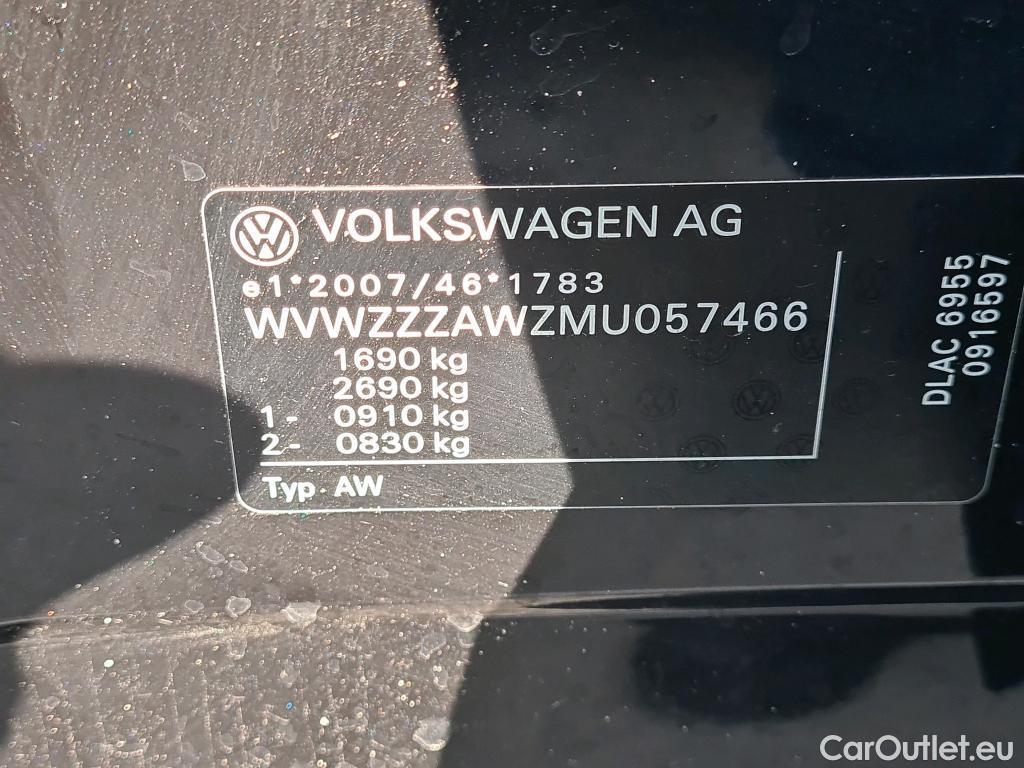 VOLKSWAGEN AG
e1*2007/46*1783
WVWZZZAWZMU057466
1690 kg
2690 kg
1- 0910 kg
2- 0830 kg
Typ· AW
DLAC 6955
0916597
CarOutlet.eu